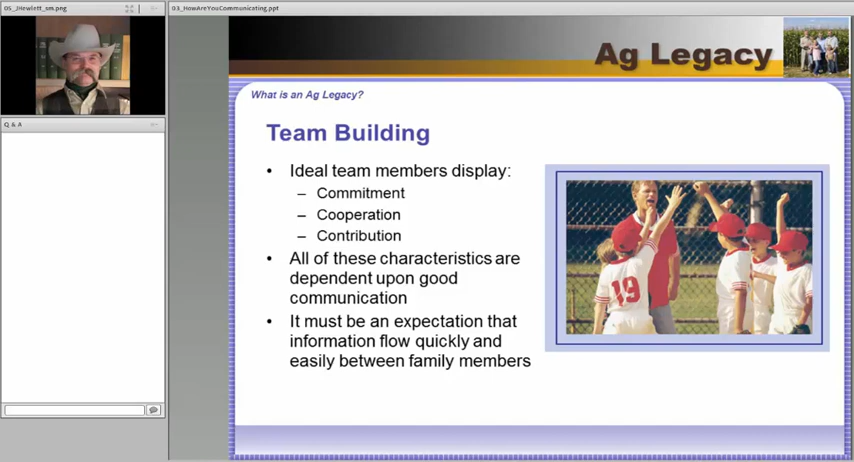 05_JHewlett_sm.png
03_HowAreYouCommunicating.ppt
Ag Legacy
What is an Ag Legacy?
Q & A
Team Building
• Ideal team members display:
– Commitment
– Cooperation
– Contribution
• All of these characteristics are
dependent upon good
communication
• It must be an expectation that
information flow quickly and
easily between family members
19